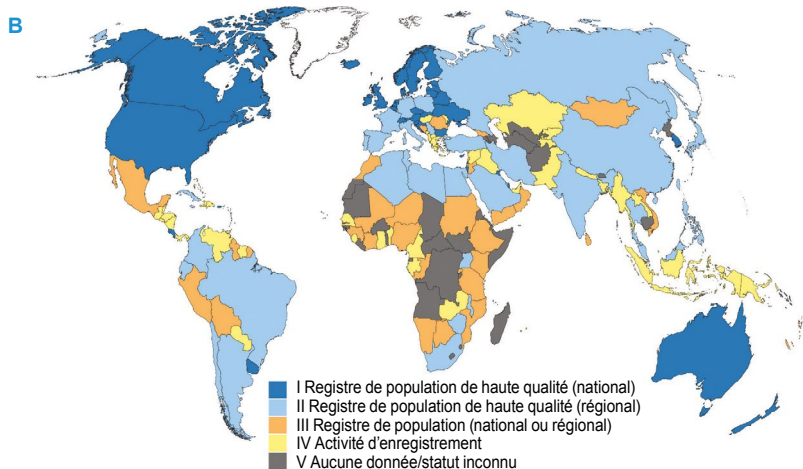 B
I Registre de population de haute qualité (national)
II Registre de population de haute qualité (régional)
III Registre de population (national ou régional)
IV Activité d'enregistrement
V Aucune donnée/statut inconnu